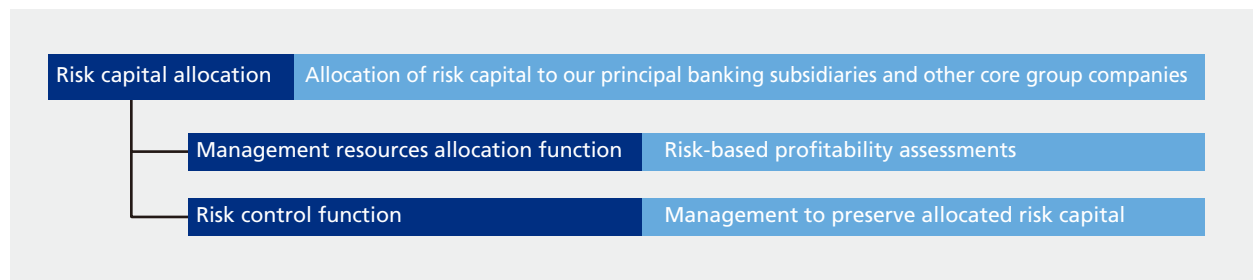 Risk capital allocation Allocation of risk capital to our principal banking subsidiaries and other core group companies
Management resources allocation function Risk-based profitability assessments
Risk control function Management to preserve allocated risk capital